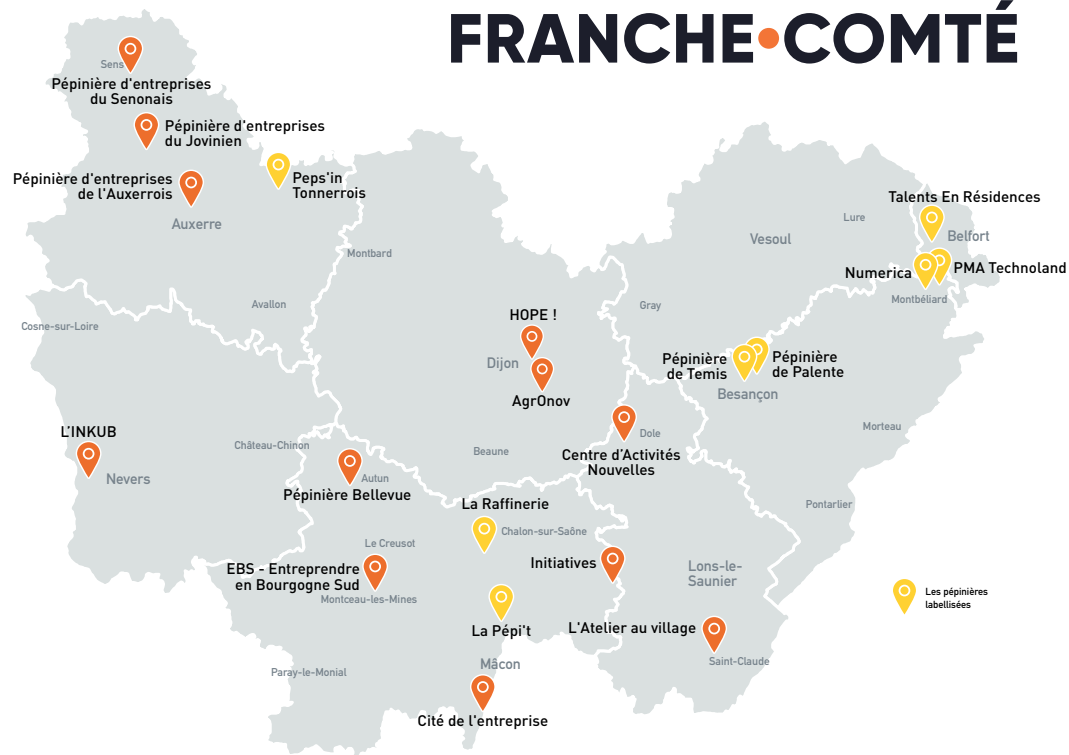 FRANCHE•COMTÉ
Sens
Pépinière d'entreprises
du Senonais
Pépinière d'entreprises
du Jovinien
Pépinière d'entreprises
de l'Auxerrois
Peps'in
Tonnerrois
Talents En Résidences
Lure
Auxerre
Vesoul
Belfort
Montbard
Numerica
PMA Technoland
Montbéliard
Avallon
Gray
HOPE !
Cosne-sur-Loire
Dijon
Pépinière
de Temis
Pépinière
de Palente
Besançon
AgrOnov
L'INKUB
Château-Chinon
Dole
Morteau
Beaune
Centre d'Activités
Nouvelles
Nevers
Autun
Pépinière Bellevue
La Raffinerie
Pontarlier
Chalon-sur-Saône
Le Creusot
EBS - Entreprendre
en Bourgogne Sud
Initiatives
Lons-le-
Saunier
Montceau-les-Mines
Les pépinières
labellisées
La Pépi't
L'Atelier au village
Mâcon
Saint-Claude
Paray-le-Monial
Cité de l'entreprise